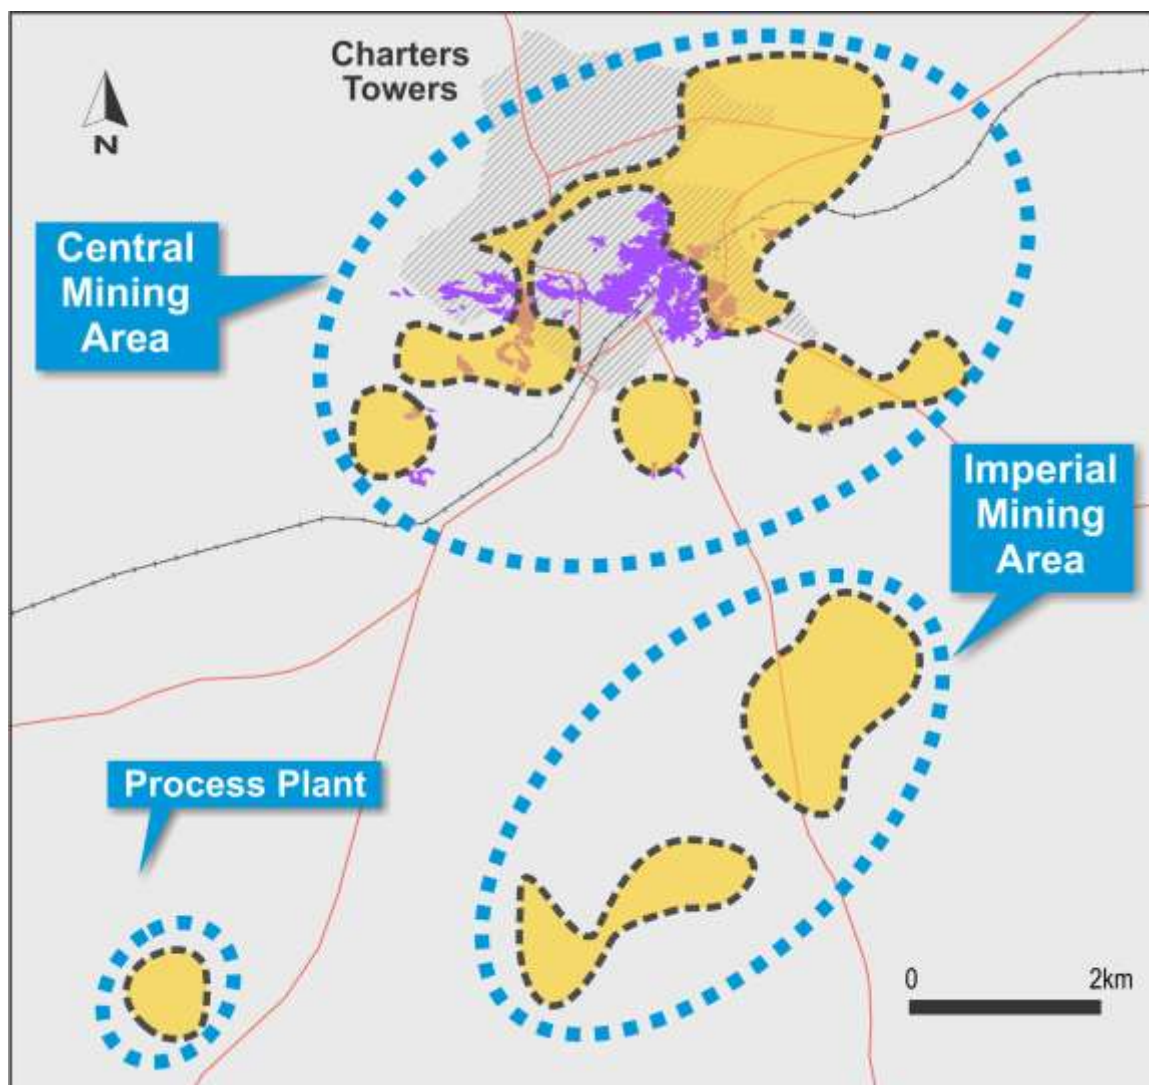 Charters
Towers
N
Central
Mining
Area
Imperial
Mining
Area
Process Plant
0 2km